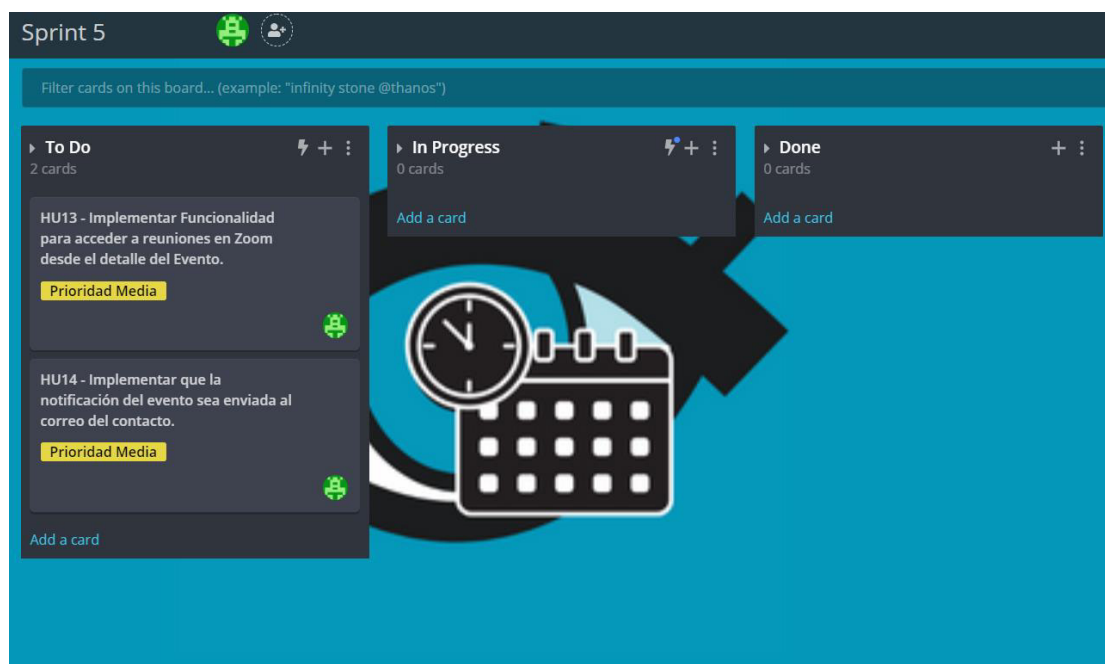 Sprint 5
Filter cards on this board... (example: "infinity stone @thanos")
To Do
2 cards
HU13 - Implementar Funcionalidad
para acceder a reuniones en Zoom
desde el detalle del Evento.
Prioridad Media
HU14 - Implementar que la
notificación del evento sea enviada al
correo del contacto.
Prioridad Media
Add a card
In Progress
0 cards
Add a card
Done
0 cards
Add a card